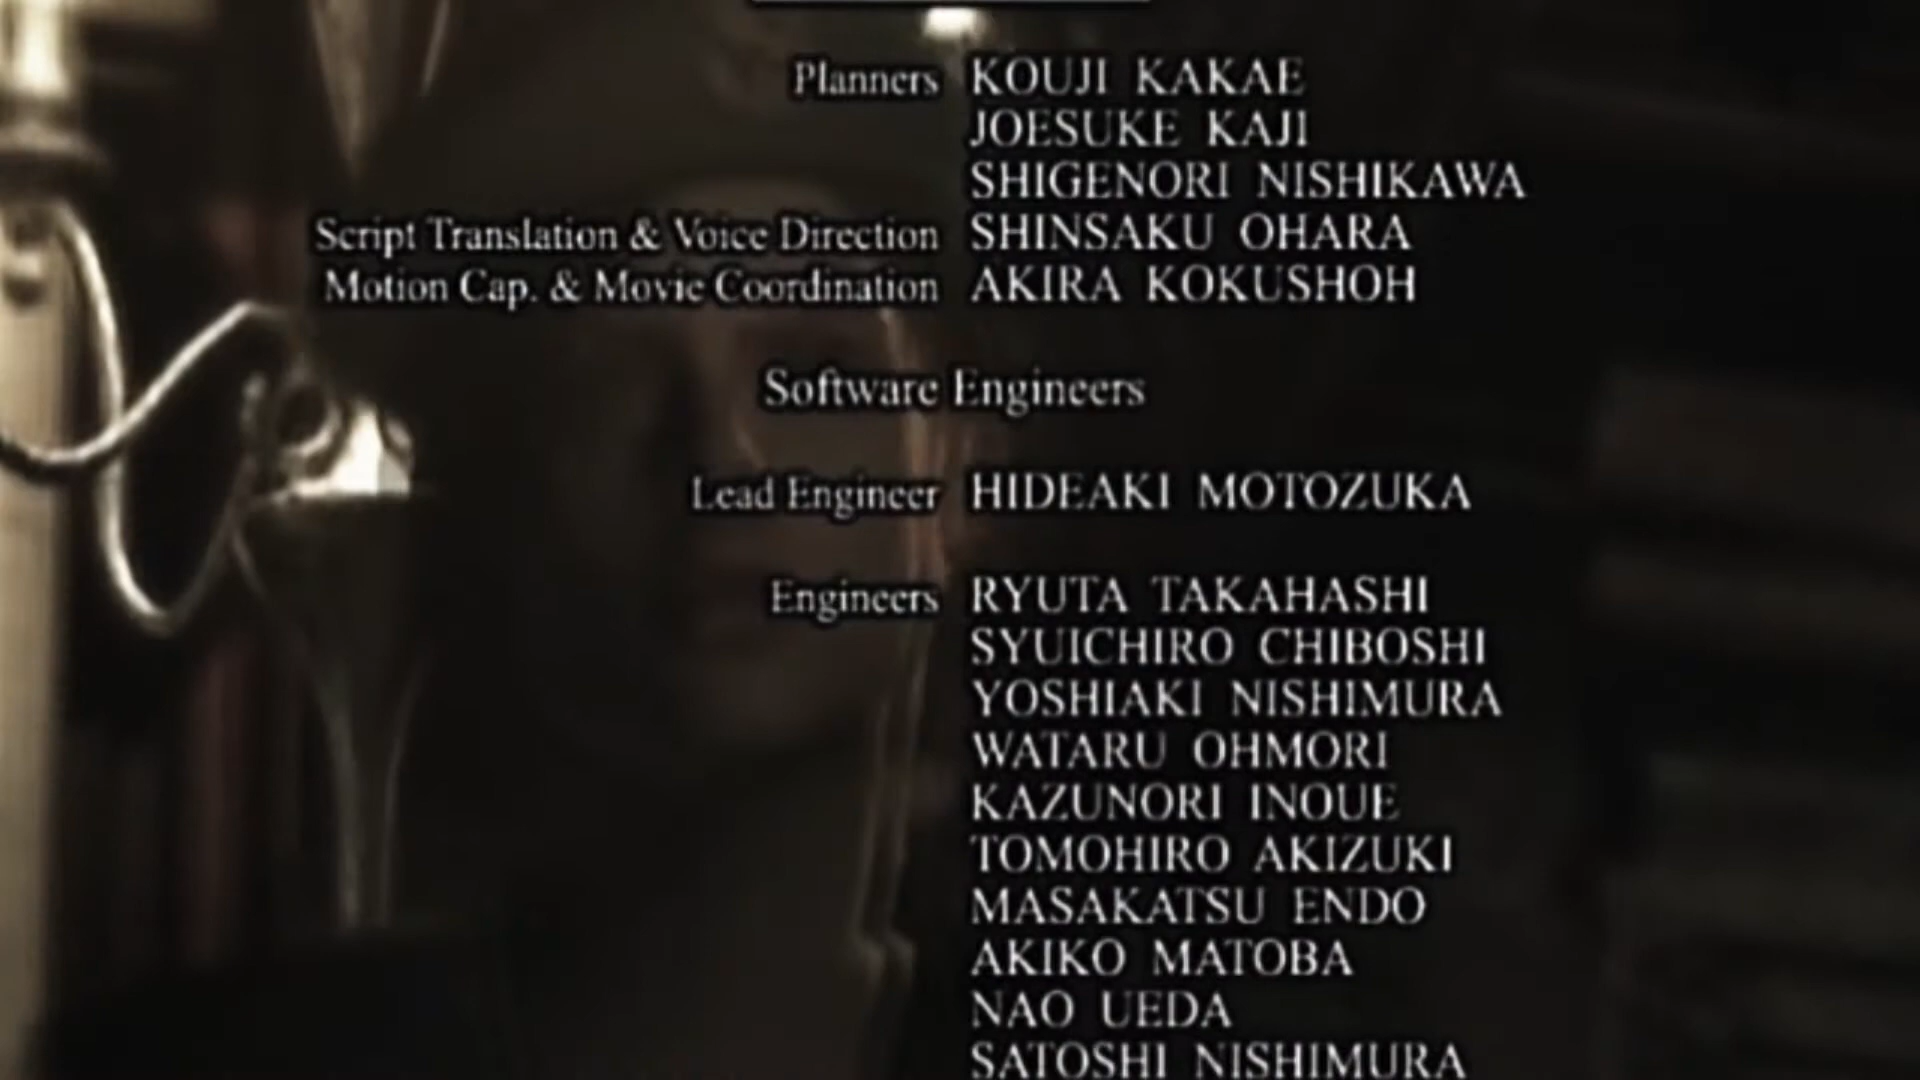 Planners KOUJI KAKAE
JOESUKE KAJI
SHIGENORI NISHIKAWA
Script Translation & Voice Direction SHINSAKU OHARA
Motion Cap. & Movie Coordination AKIRA KOKUSHOH
Software Engineers
Lead Engineer HIDEAKI MOTOZUKA
Engineers RYUTA TAKAHASHI
SYUICHIRO CHIBOSHI
YOSHIAKI NISHIMURA
WATARU OHMORI
KAZUNORI INOUE
TOMOHIRO AKIZUKI
MASAKATSU ENDO
AKIKO MATOBA
NAO UEDA
SATOSHI NISHIMURA